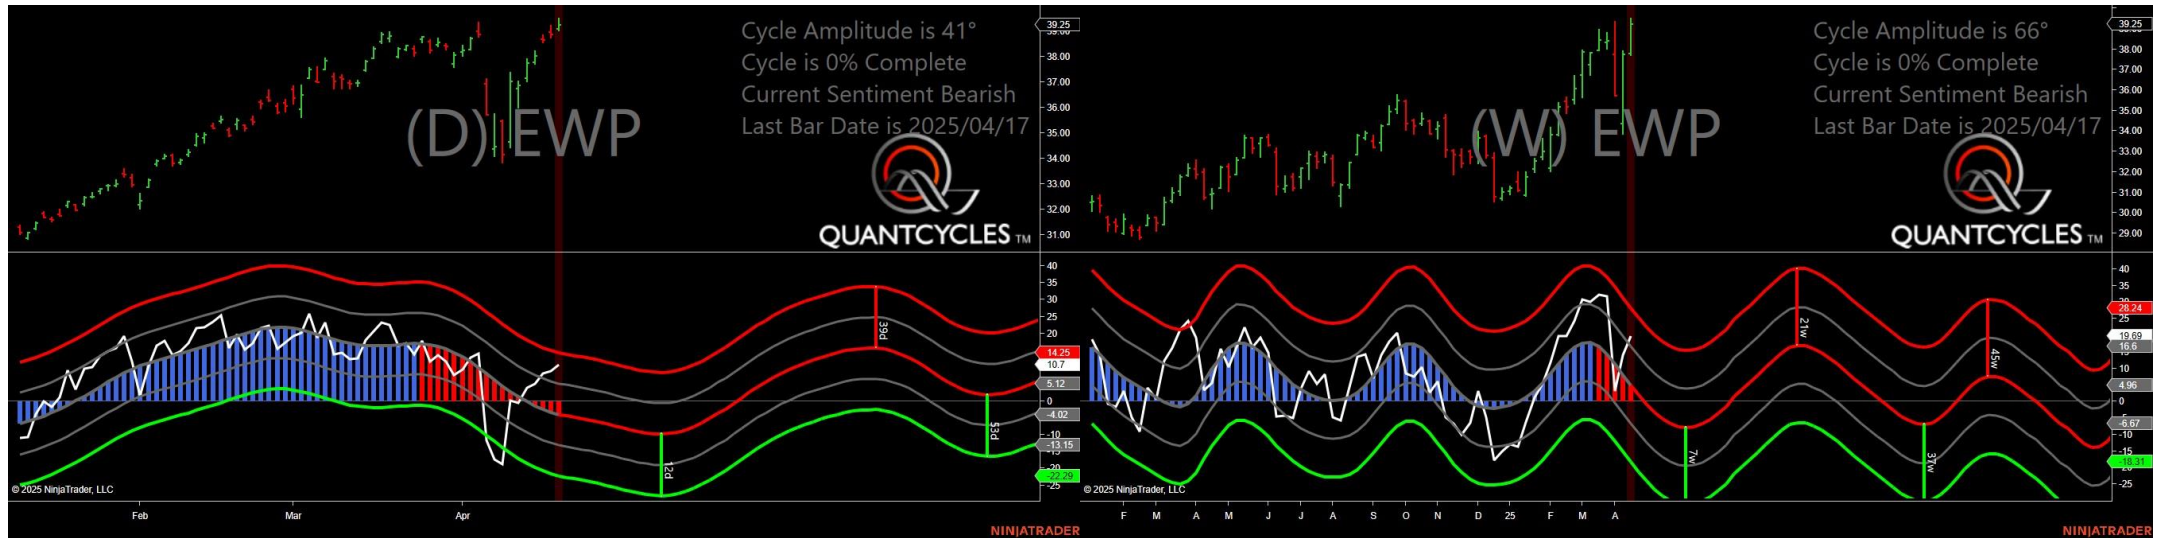 Cycle Amplitude is 41°
Cycle is 0% Complete
Current Sentiment Bearish
Last Bar Date is 2025/04/17
(D) EWP
QUANTCYCLES TM
39.25
39.00
38.00
37.00
36.00
35.00
34.00
33.00
32.00
31.00
40
35
30
25
20
14.25
10.7
5.12
0
-4.02
-10
-13.15
-22.29
-25
39d
12d
53d
© 2025 NinjaTrader, LLC
Feb Mar Apr
NINJATRADER
Cycle Amplitude is 66°
Cycle is 0% Complete
Current Sentiment Bearish
Last Bar Date is 2025/04/17
(W) EWP
QUANTCYCLES TM
39.25
38.00
37.00
36.00
35.00
34.00
33.00
32.00
31.00
30.00
29.00
40
35
28.24
25
19.69
16.6
4.96
0
-6.67
-10
-15
-18.31
-25
21w
45w
7w
37w
© 2025 NinjaTrader, LLC
F M A M J J A S O N D 25 F M A
NINJATRADER